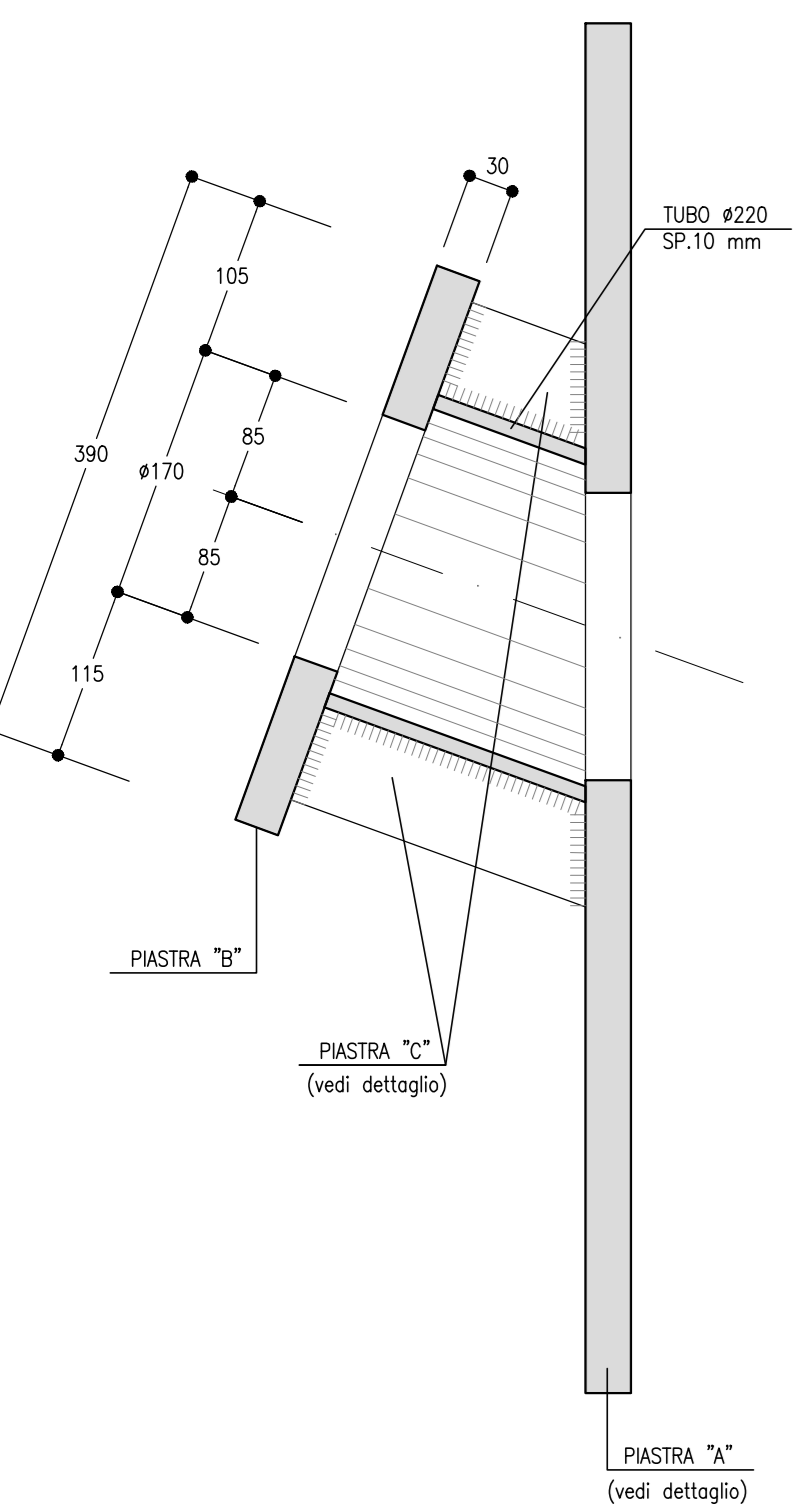 30
TUBO ø220
SP.10 mm
105
85
390
ø170
85
115
PIASTRA "B"
PIASTRA "C"
(vedi dettaglio)
PIASTRA "A"
(vedi dettaglio)